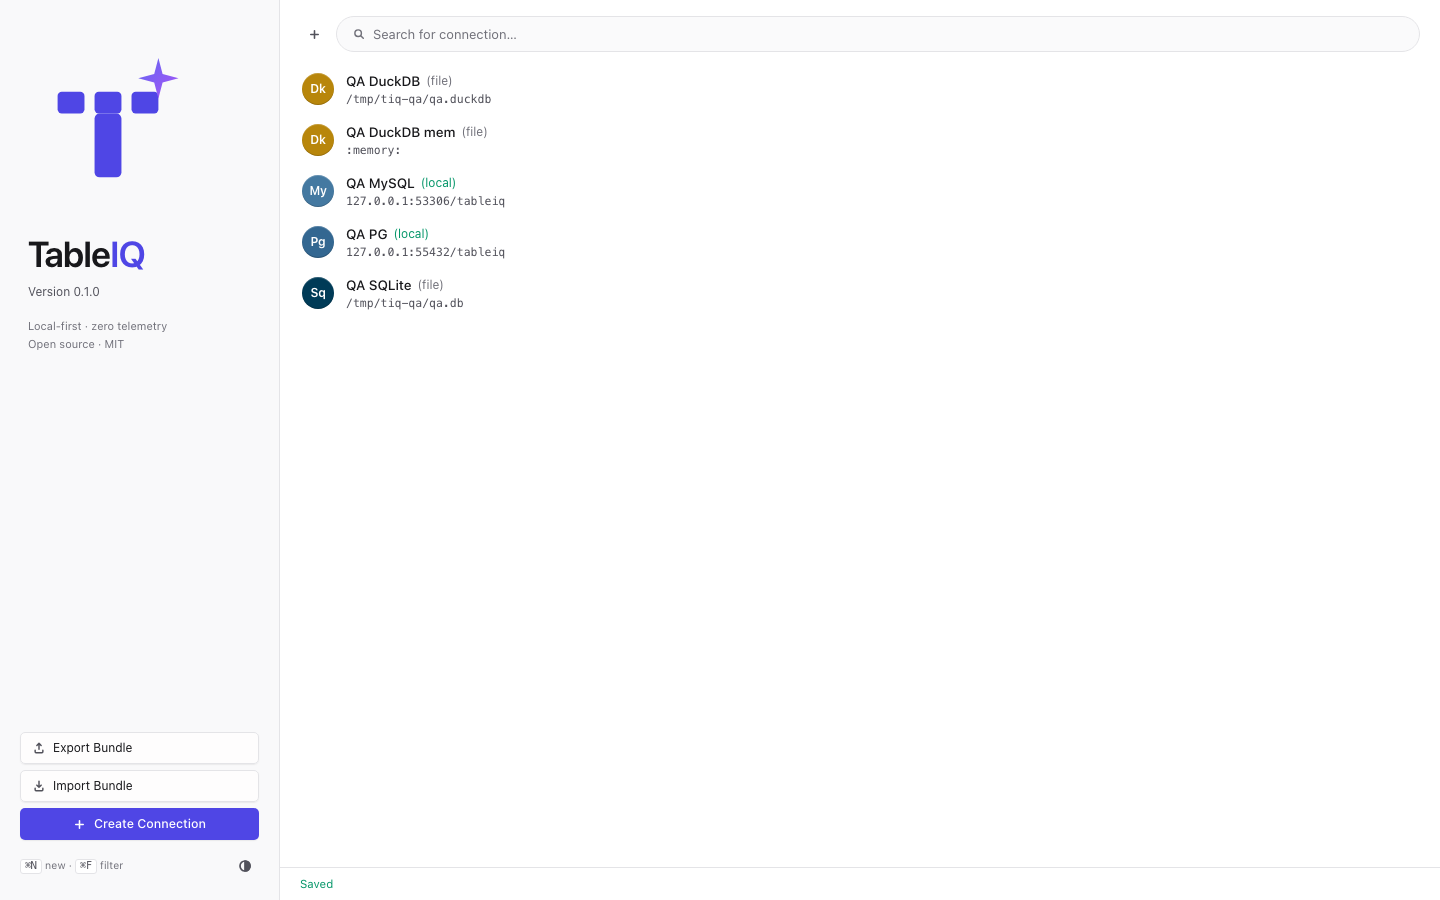 TableIQ
Version 0.1.0
Local-first · zero telemetry
Open source · MIT
Export Bundle
Import Bundle
+ Create Connection
⌘N new · ⌘F filter
+
Search for connection...
Dk
QA DuckDB (file)
/tmp/tiq-qa/qa.duckdb
Dk
QA DuckDB mem (file)
:memory:
My
QA MySQL (local)
127.0.0.1:53306/tableiq
Pg
QA PG (local)
127.0.0.1:55432/tableiq
Sq
QA SQLite (file)
/tmp/tiq-qa/qa.db
Saved